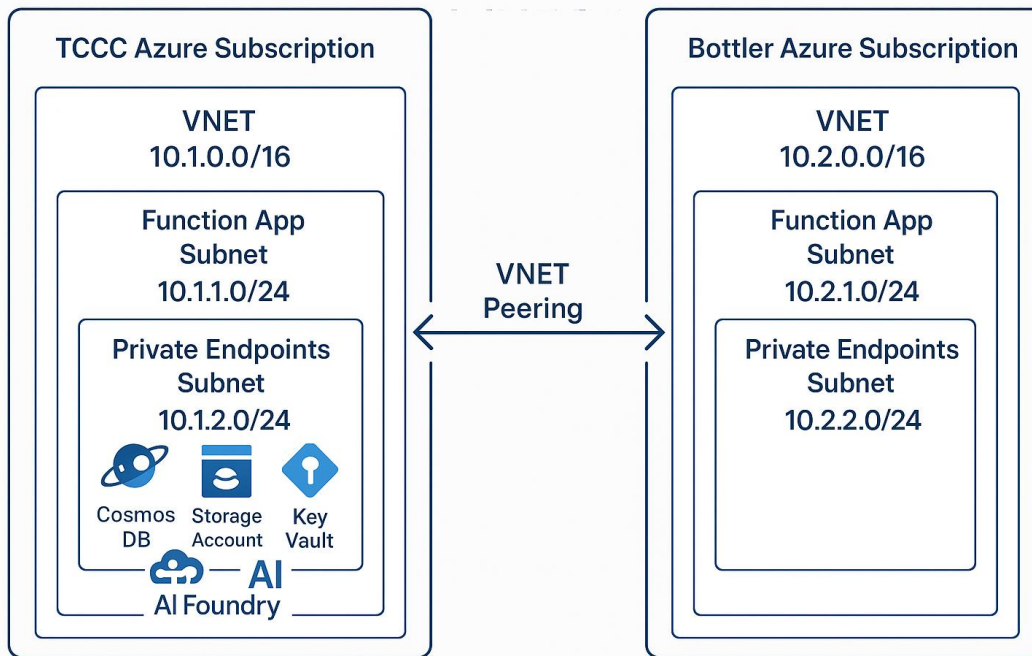 TCCC Azure Subscription
VNET
10.1.0.0/16
Function App
Subnet
10.1.1.0/24
Private Endpoints
Subnet
10.1.2.0/24
Cosmos
DB
Storage
Account
Key
Vault
AI
AI Foundry
VNET
Peering
Bottler Azure Subscription
VNET
10.2.0.0/16
Function App
Subnet
10.2.1.0/24
Private Endpoints
Subnet
10.2.2.0/24